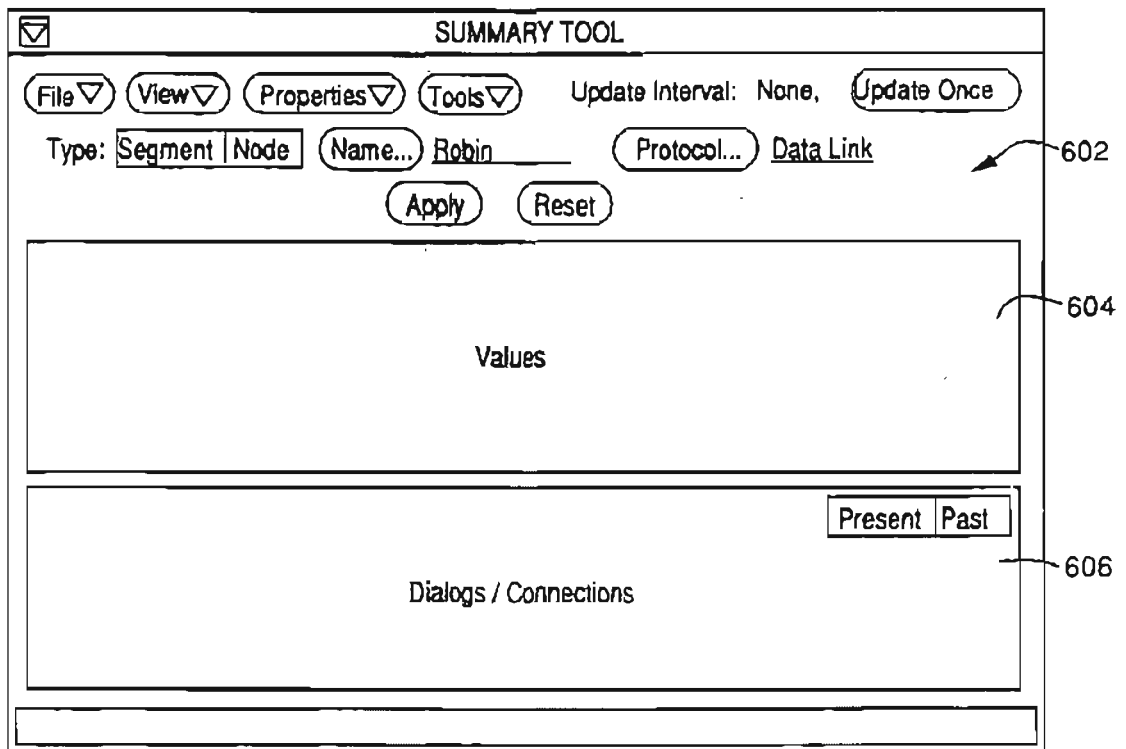 SUMMARY TOOL
File View Properties Tools Update Interval: None, Update Once
Type: Segment Node Name... Robin Protocol... Data Link
602
Apply Reset
604
Values
Present Past
606
Dialogs / Connections